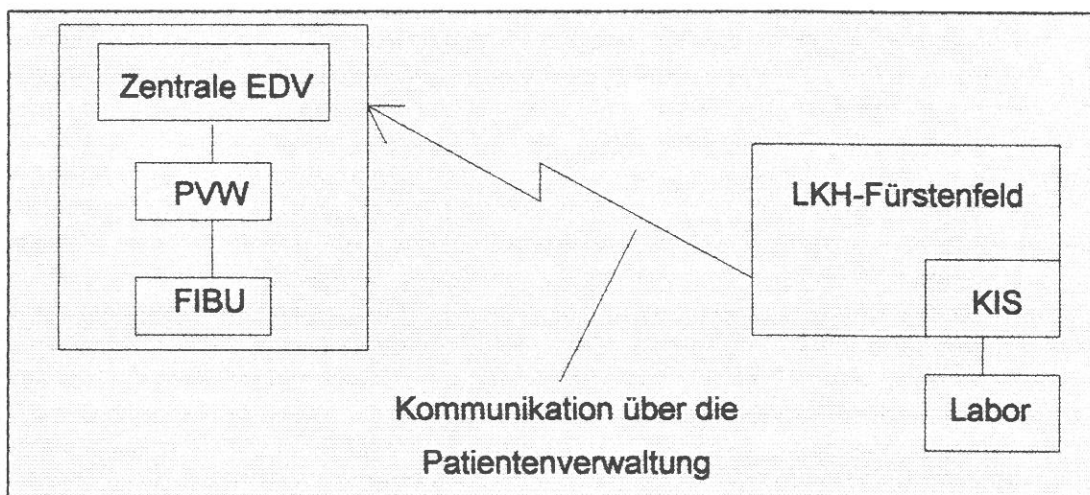 Zentrale EDV
PVW
FIBU
LKH-Fürstenfeld
KIS
Labor
Kommunikation über die
Patientenverwaltung